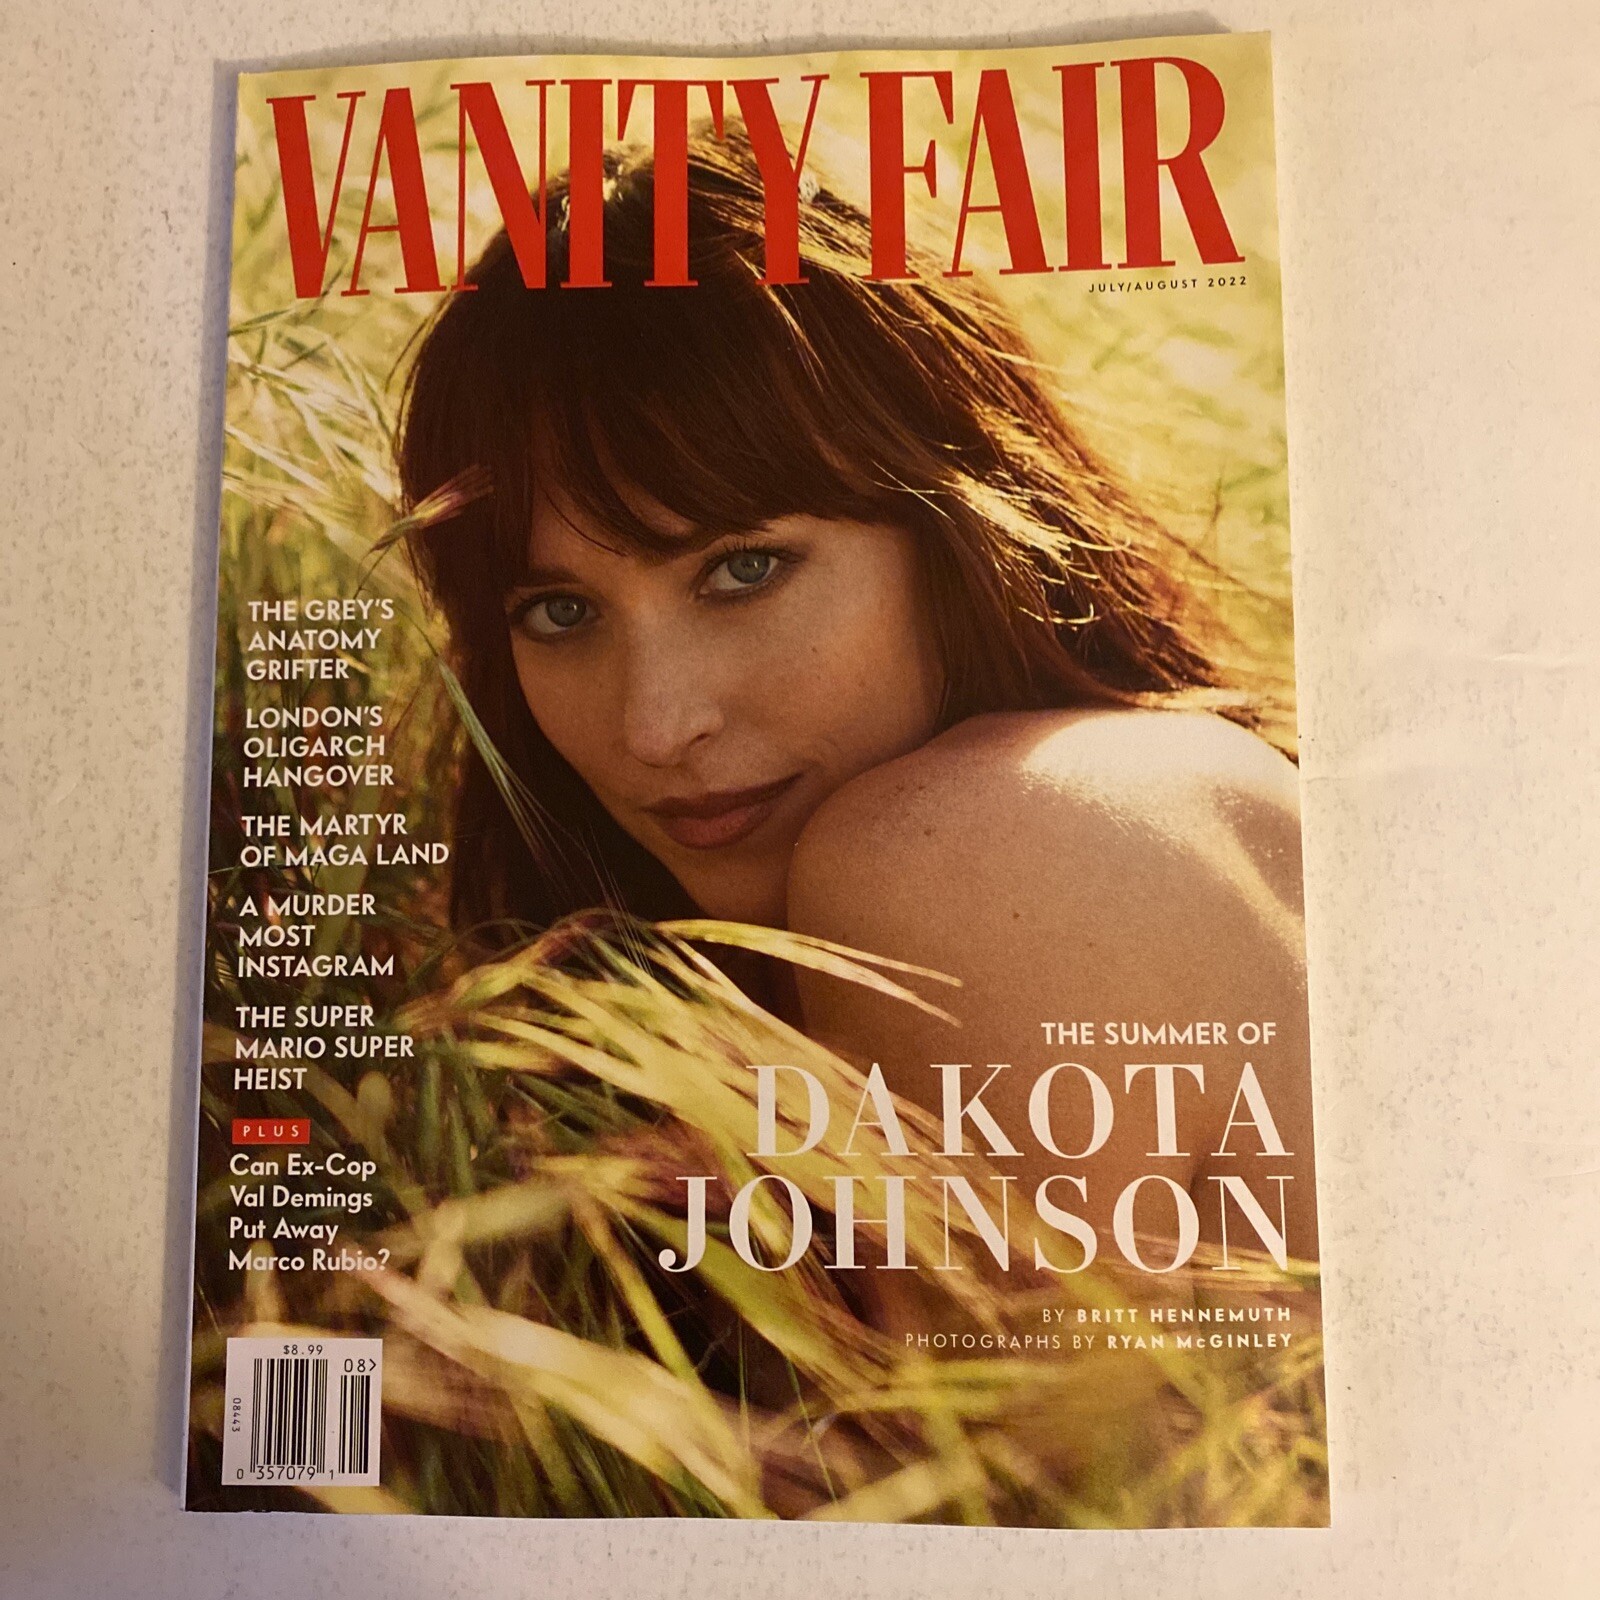 VANITY FAIR
JULY/AUGUST 2022
THE GREY'S
ANATOMY
GRIFTER
LONDON'S
OLIGARCH
HANGOVER
THE MARTYR
OF MAGA LAND
A MURDER
MOST
INSTAGRAM
THE SUPER
MARIO SUPER
HEIST
PLUS
Can Ex-Cop
Val Demings
Put Away
Marco Rubio?
THE SUMMER OF
DAKOTA
JOHNSON
BY BRITT HENNEMUTH
PHOTOGRAPHS BY RYAN McGINLEY
$8.99
08>
08443
0 357079 1